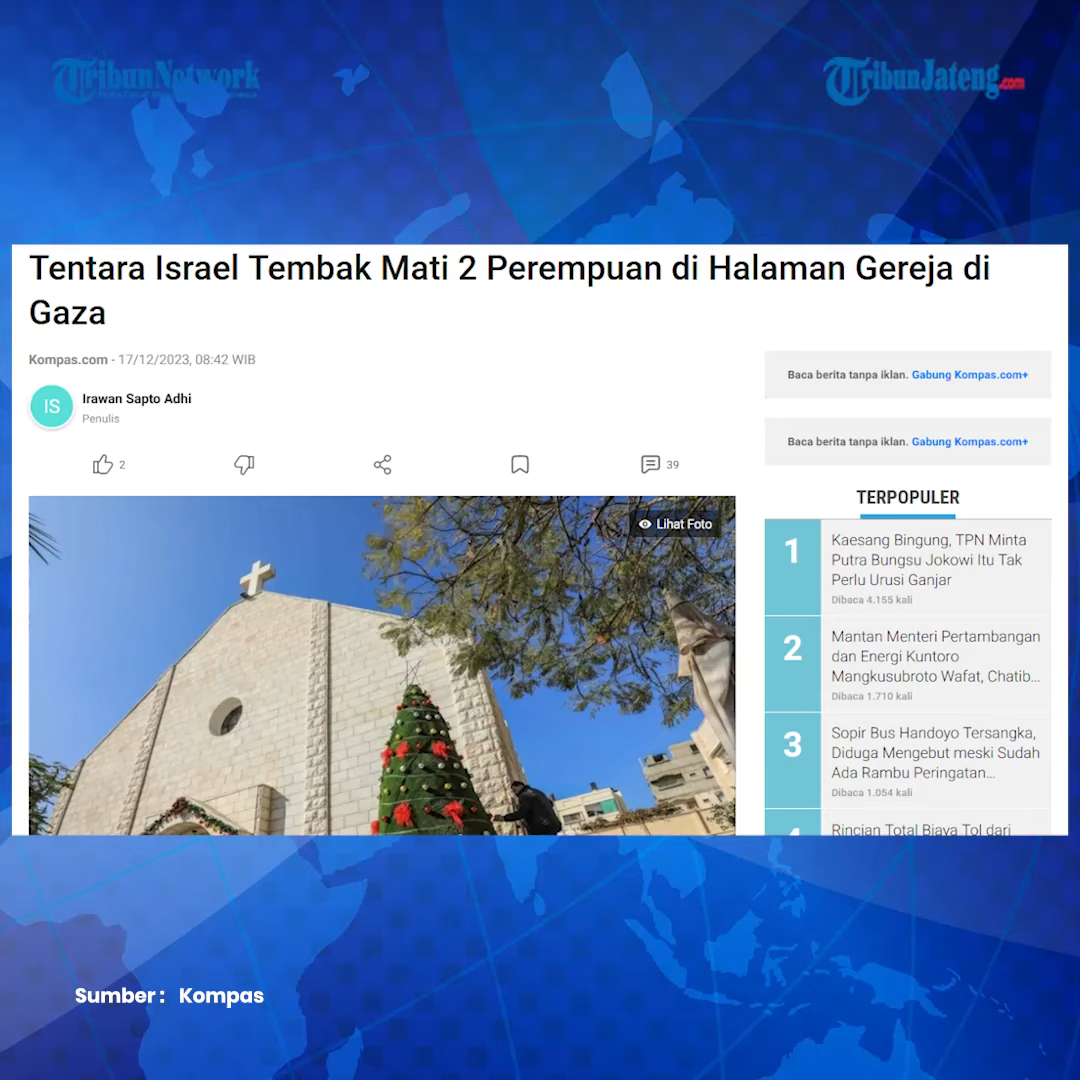 TribunNetwork
TribunJateng.com
Tentara Israel Tembak Mati 2 Perempuan di Halaman Gereja di
Gaza
Kompas.com - 17/12/2023, 08:42 WIB
IS
Irawan Sapto Adhi
Penulis
2
39
Lihat Foto
Baca berita tanpa iklan. Gabung Kompas.com+
Baca berita tanpa iklan. Gabung Kompas.com+
TERPOPULER
1
Kaesang Bingung, TPN Minta
Putra Bungsu Jokowi Itu Tak
Perlu Urusi Ganjar
Dibaca 4.155 kali
2
Mantan Menteri Pertambangan
dan Energi Kuntoro
Mangkusubroto Wafat, Chatib...
Dibaca 1.710 kali
3
Sopir Bus Handoyo Tersangka,
Diduga Mengebut meski Sudah
Ada Rambu Peringatan...
Dibaca 1.054 kali
4
Rincian Total Biaya Tol dari
Sumber: Kompas